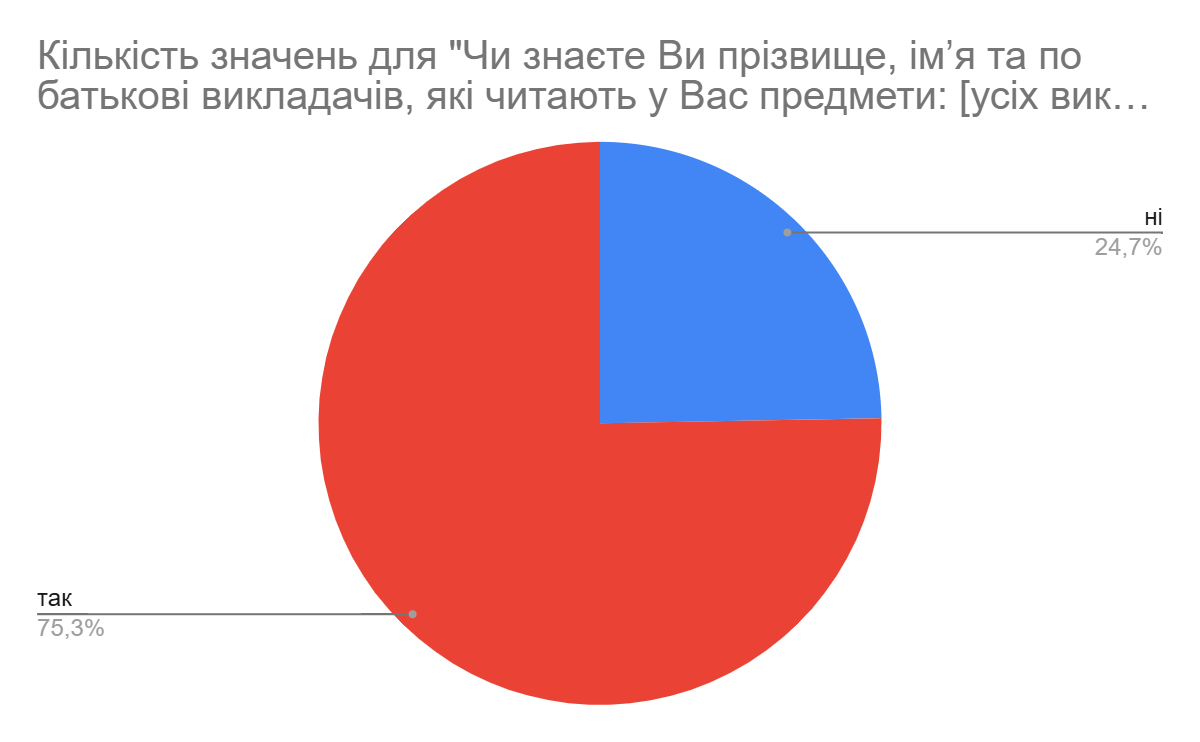 Кількість значень для "Чи знаєте Ви прізвище, ім’я та по
батькові викладачів, які читають у Вас предмети: [усіх вик…
ні
24,7%
так
75,3%